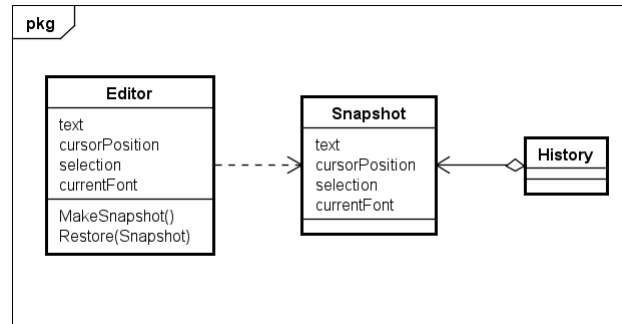 pkg
Editor
text
cursorPosition
selection
currentFont
MakeSnapshot()
Restore(Snapshot)
Snapshot
text
cursorPosition
selection
currentFont
History